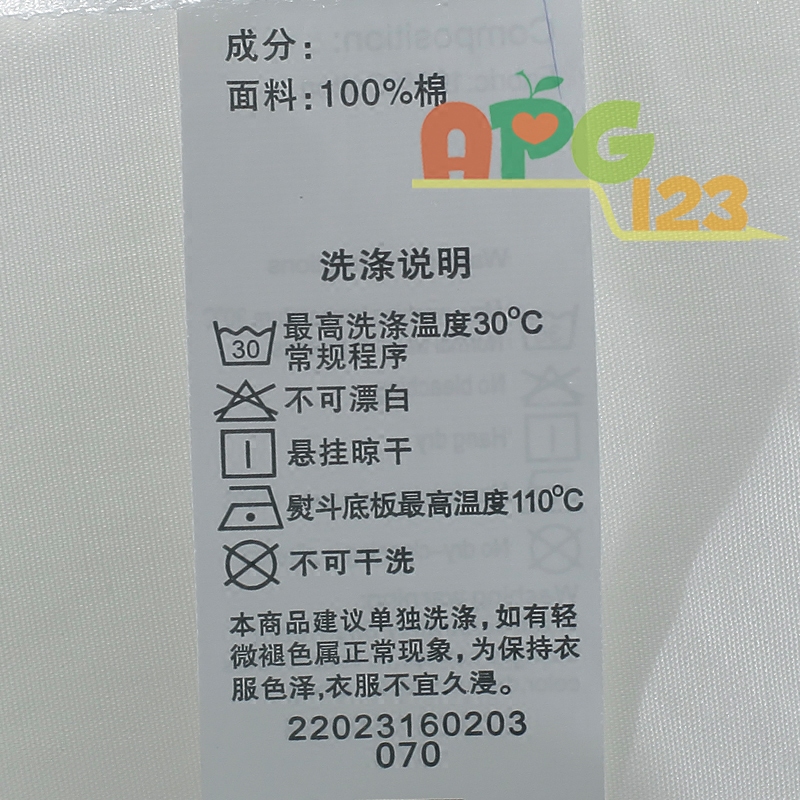 成分:
面料:100%棉
APG
123
洗涤说明
30
最高洗涤温度30°C
常规程序
不可漂白
悬挂晾干
熨斗底板最高温度110°C
不可干洗
本商品建议单独洗涤,如有轻
微褪色属正常现象,为保持衣
服色泽,衣服不宜久浸。
22023160203
070